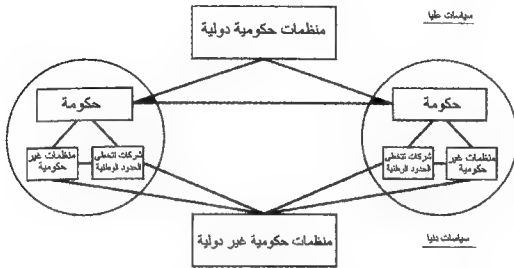 سياسات عليا
منظمات حكومية دولية
حكومة
حكومة
شركات تتخطى
الحدود الوطنية
منظمات غير
حكومية
شركات تتخطى
الحدود الوطنية
منظمات غير
حكومية
منظمات حكومية غير دولية
سياسات دنيا